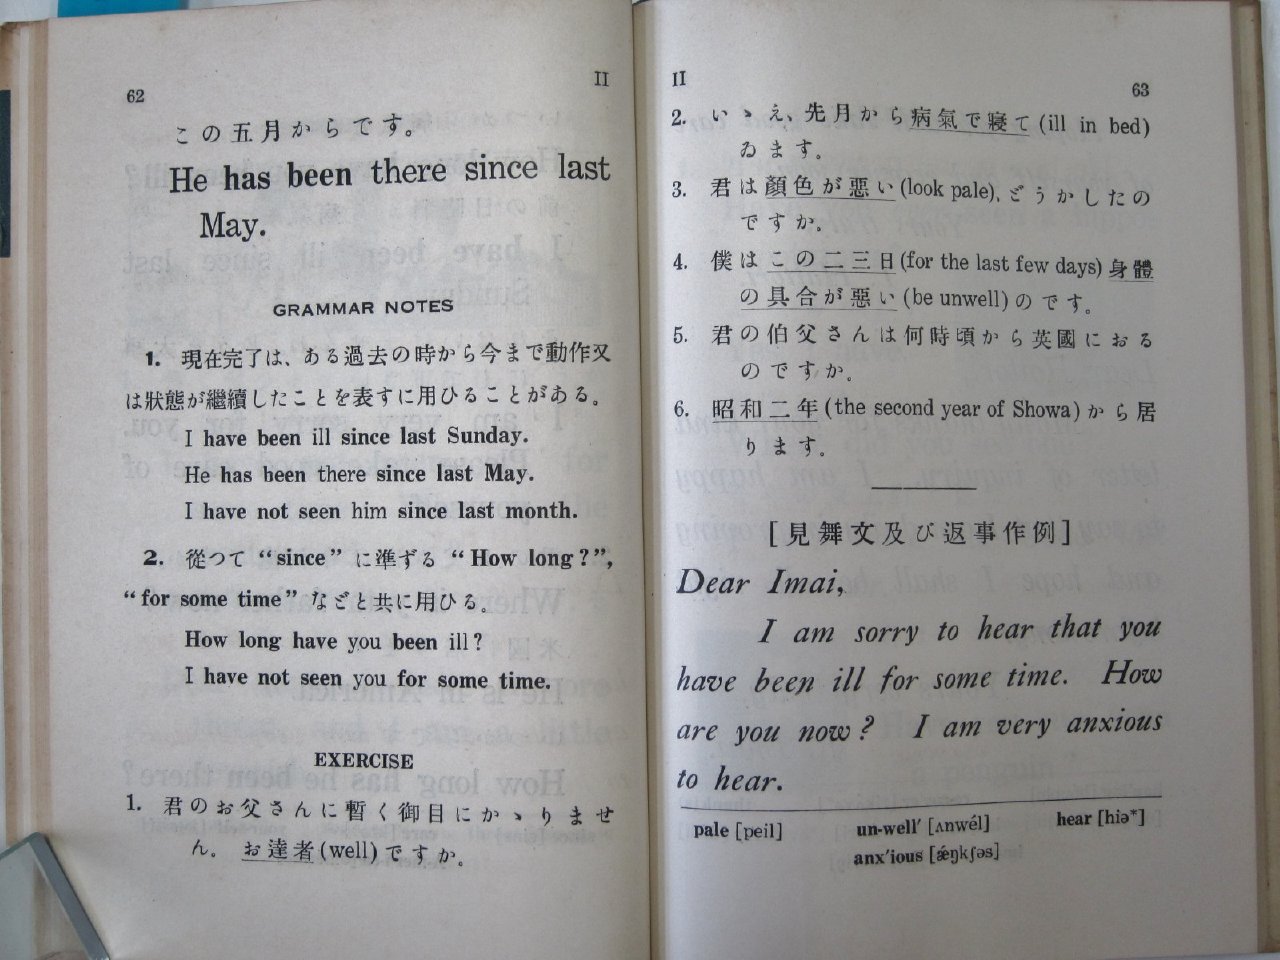 62
II
この五月からです。
He has been there since last
May.
GRAMMAR NOTES
1. 現在完了は、ある過去の時から今まで動作又
は狀態が繼續したことを表すに用ひることがある。
I have been ill since last Sunday.
He has been there since last May.
I have not seen him since last month.
2. 從つて “since” に準ずる “How long?”,
“for some time” などと共に用ひる。
How long have you been ill?
I have not seen you for some time.
EXERCISE
1. 君のお父さんに暫く御目にかゝりませ
ん。 お達者(well)ですか。
II
63
2. いゝえ、先月から病氣で寝て(ill in bed)
ゐます。
3. 君は顏色が悪い(look pale), どうかしたの
ですか。
4. 僕はこの二三日(for the last few days)身體
の具合が悪い(be unwell)のです。
5. 君の伯父さんは何時頃から英國におる
のですか。
6. 昭和二年(the second year of Showa)から居
ります。
[見舞文及び返事作例]
Dear Imai,
I am sorry to hear that you
have been ill for some time. How
are you now? I am very anxious
to hear.
pale [peil] un-well′ [ʌnwél] hear [hiə*]
anx′ious [ǽŋkʃəs]